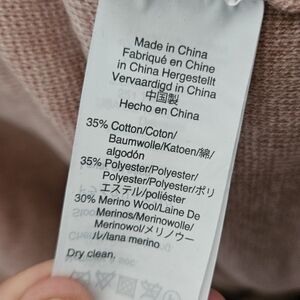 Made in China
Fabriqué en Chine
in China Hergestellt
Vervaardigd in China
中国製
Hecho en China
35% Cotton/Coton/
Baumwolle/Katoen/綿/
algodón
35% Polyester/Polyester/
Polyester/Polyester/ポリ
エステル/poliéster
30% Merino Wool/Laine De
Merinos/Merinowolle/
Merinowol/メリノウー
ル/lana merino
Dry clean.